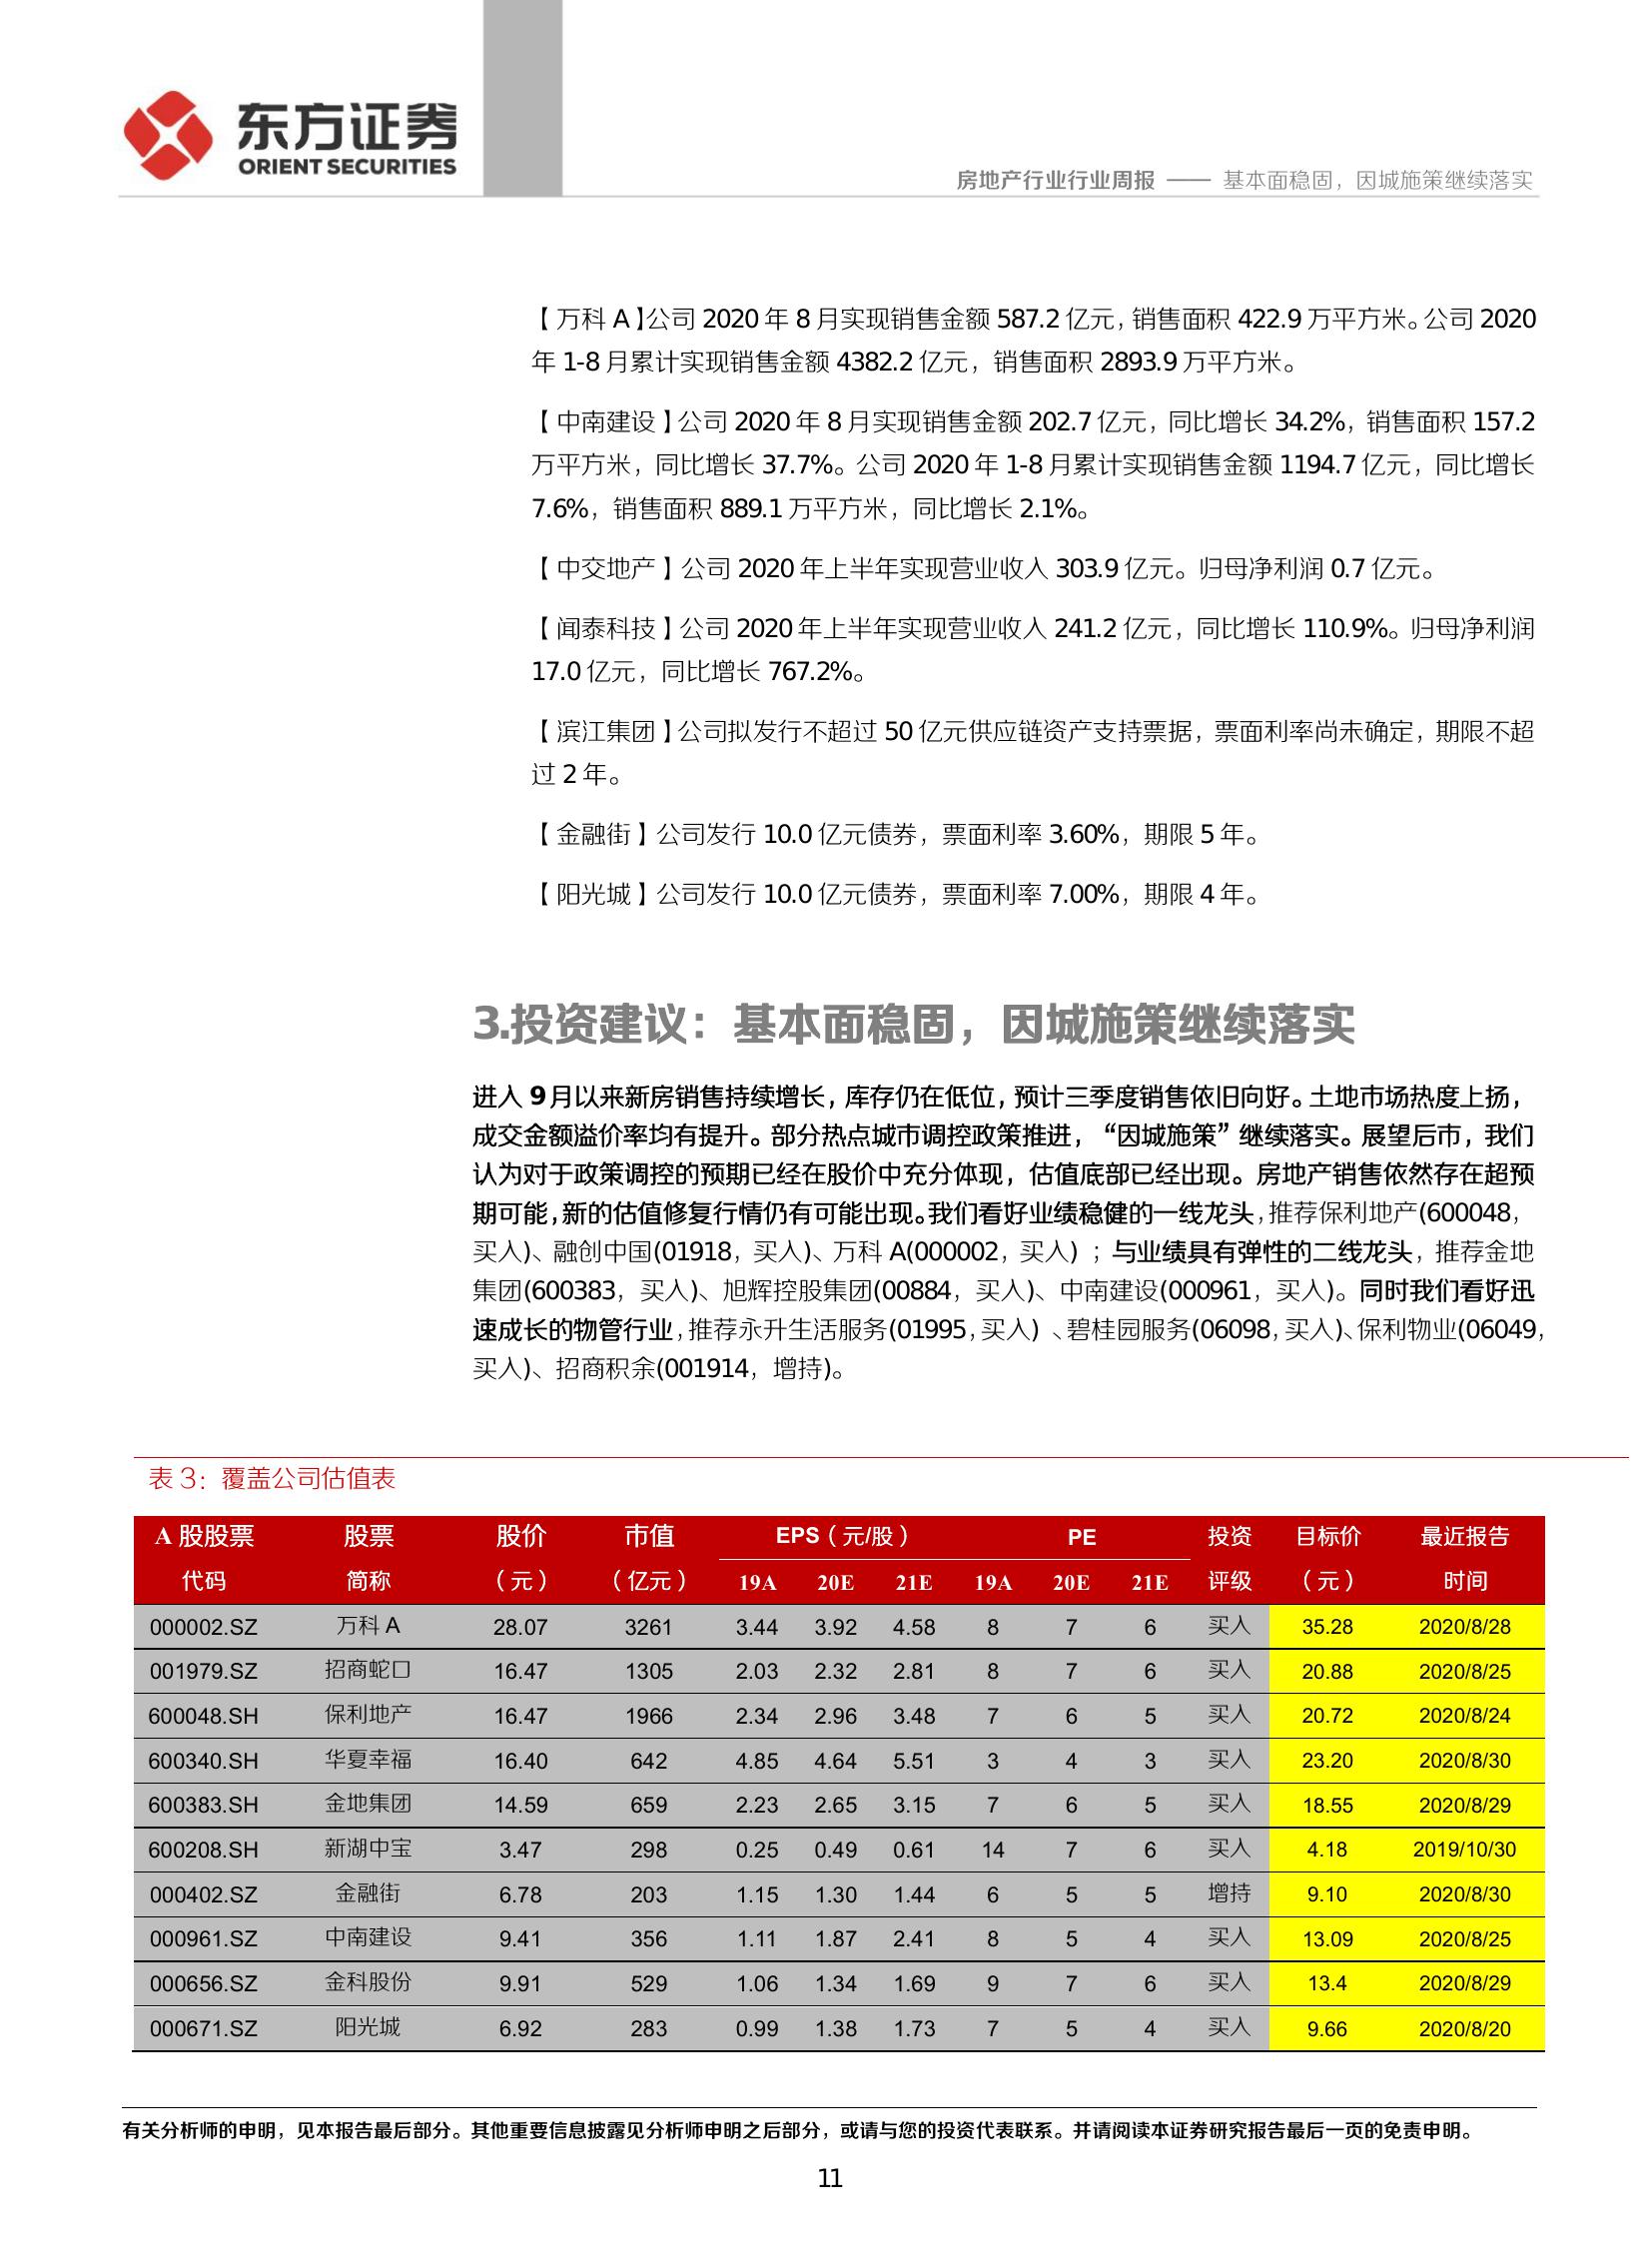 东方证券
ORIENT SECURITIES
房地产行业行业周报 —— 基本面稳固，因城施策继续落实
【万科 A】公司 2020 年 8 月实现销售金额 587.2 亿元，销售面积 422.9 万平方米。公司 2020
年 1-8 月累计实现销售金额 4382.2 亿元，销售面积 2893.9 万平方米。
【中南建设】公司 2020 年 8 月实现销售金额 202.7 亿元，同比增长 34.2%，销售面积 157.2
万平方米，同比增长 37.7%。公司 2020 年 1-8 月累计实现销售金额 1194.7 亿元，同比增长
7.6%，销售面积 889.1 万平方米，同比增长 2.1%。
【中交地产】公司 2020 年上半年实现营业收入 303.9 亿元。归母净利润 0.7 亿元。
【闻泰科技】公司 2020 年上半年实现营业收入 241.2 亿元，同比增长 110.9%。归母净利润
17.0 亿元，同比增长 767.2%。
【滨江集团】公司拟发行不超过 50 亿元供应链资产支持票据，票面利率尚未确定，期限不超
过 2 年。
【金融街】公司发行 10.0 亿元债券，票面利率 3.60%，期限 5 年。
【阳光城】公司发行 10.0 亿元债券，票面利率 7.00%，期限 4 年。
3.投资建议：基本面稳固，因城施策继续落实
进入 9 月以来新房销售持续增长，库存仍在低位，预计三季度销售依旧向好。土地市场热度上扬，
成交金额溢价率均有提升。部分热点城市调控政策推进，“因城施策”继续落实。展望后市，我们
认为对于政策调控的预期已经在股价中充分体现，估值底部已经出现。房地产销售依然存在超预
期可能，新的估值修复行情仍有可能出现。我们看好业绩稳健的一线龙头，推荐保利地产(600048，
买入)、融创中国(01918，买入)、万科 A(000002，买入) ；与业绩具有弹性的二线龙头，推荐金地
集团(600383，买入)、旭辉控股集团(00884，买入)、中南建设(000961，买入)。同时我们看好迅
速成长的物管行业，推荐永升生活服务(01995，买入) 、碧桂园服务(06098，买入)、保利物业(06049，
买入)、招商积余(001914，增持)。
表 3：覆盖公司估值表
A 股股票 股票 股价 市值 EPS（元/股） PE 投资 目标价 最近报告
代码 简称 （元） （亿元） 19A 20E 21E 19A 20E 21E 评级 （元） 时间
000002.SZ 万科 A 28.07 3261 3.44 3.92 4.58 8 7 6 买入 35.28 2020/8/28
001979.SZ 招商蛇口 16.47 1305 2.03 2.32 2.81 8 7 6 买入 20.88 2020/8/25
600048.SH 保利地产 16.47 1966 2.34 2.96 3.48 7 6 5 买入 20.72 2020/8/24
600340.SH 华夏幸福 16.40 642 4.85 4.64 5.51 3 4 3 买入 23.20 2020/8/30
600383.SH 金地集团 14.59 659 2.23 2.65 3.15 7 6 5 买入 18.55 2020/8/29
600208.SH 新湖中宝 3.47 298 0.25 0.49 0.61 14 7 6 买入 4.18 2019/10/30
000402.SZ 金融街 6.78 203 1.15 1.30 1.44 6 5 5 增持 9.10 2020/8/30
000961.SZ 中南建设 9.41 356 1.11 1.87 2.41 8 5 4 买入 13.09 2020/8/25
000656.SZ 金科股份 9.91 529 1.06 1.34 1.69 9 7 6 买入 13.4 2020/8/29
000671.SZ 阳光城 6.92 283 0.99 1.38 1.73 7 5 4 买入 9.66 2020/8/20
有关分析师的申明，见本报告最后部分。其他重要信息披露见分析师申明之后部分，或请与您的投资代表联系。并请阅读本证券研究报告最后一页的免责申明。
11